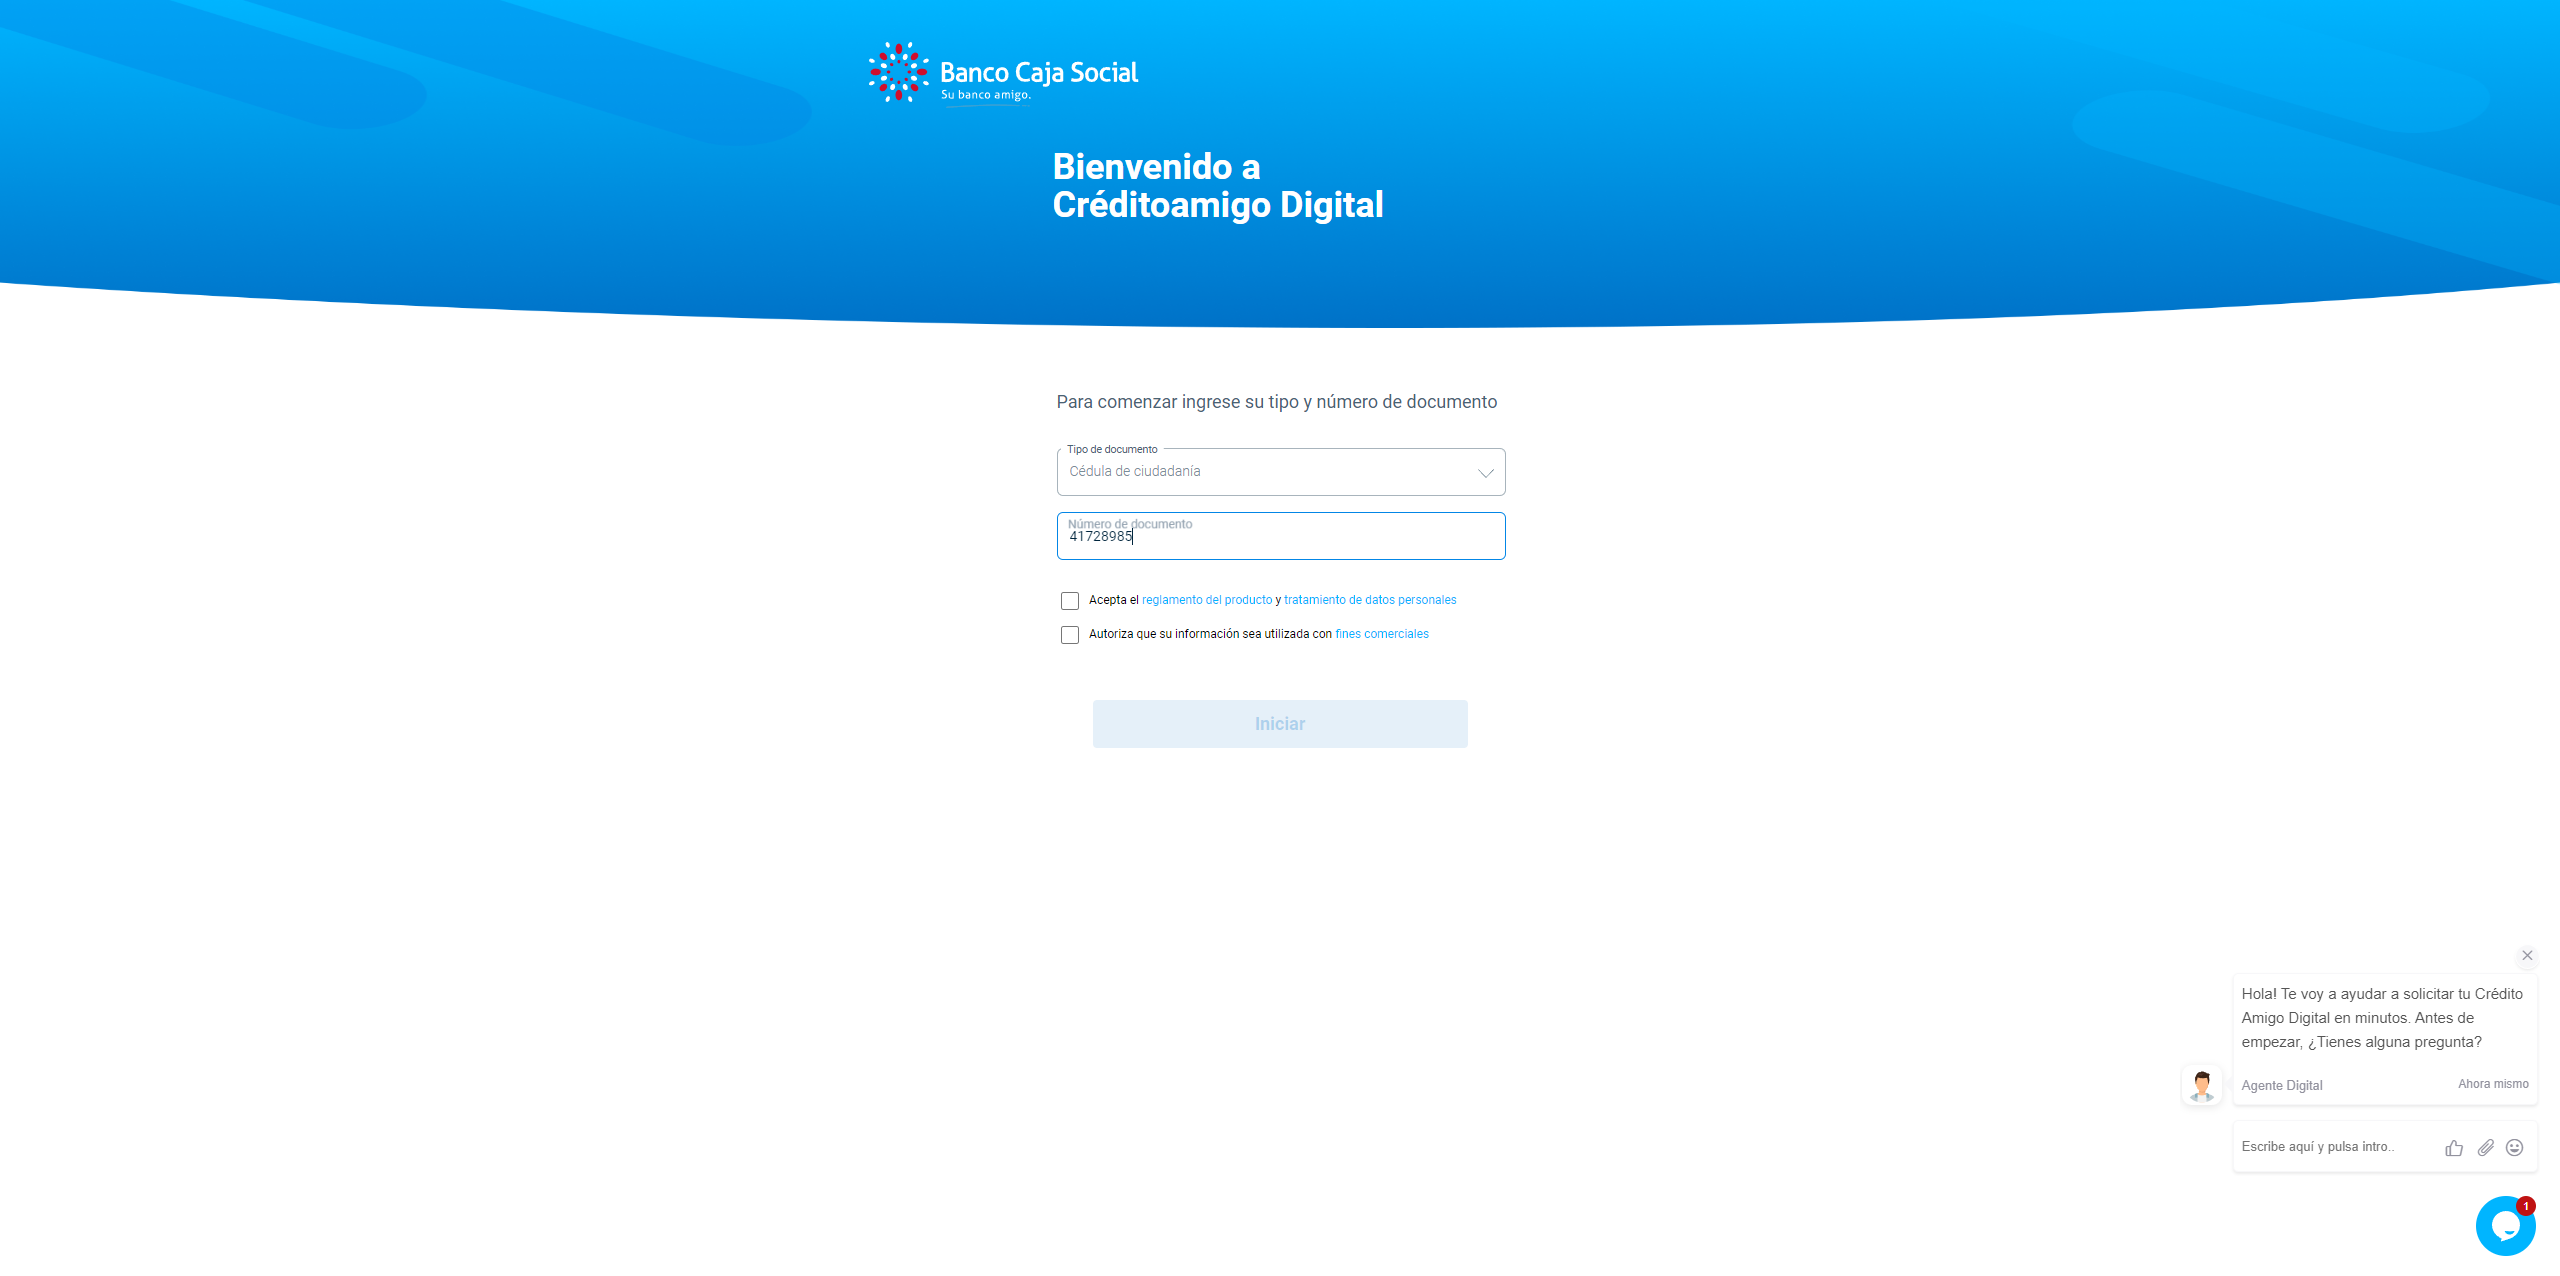 Banco Caja Social
Su banco amigo.
Bienvenido a
Créditoamigo Digital
Para comenzar ingrese su tipo y número de documento
Tipo de documento
Cédula de ciudadanía
Número de documento
41728985
Acepta el reglamento del producto y tratamiento de datos personales
Autoriza que su información sea utilizada con fines comerciales
Iniciar
Hola! Te voy a ayudar a solicitar tu Crédito
Amigo Digital en minutos. Antes de
empezar, ¿Tienes alguna pregunta?
Agente Digital
Ahora mismo
Escribe aquí y pulsa intro..
1